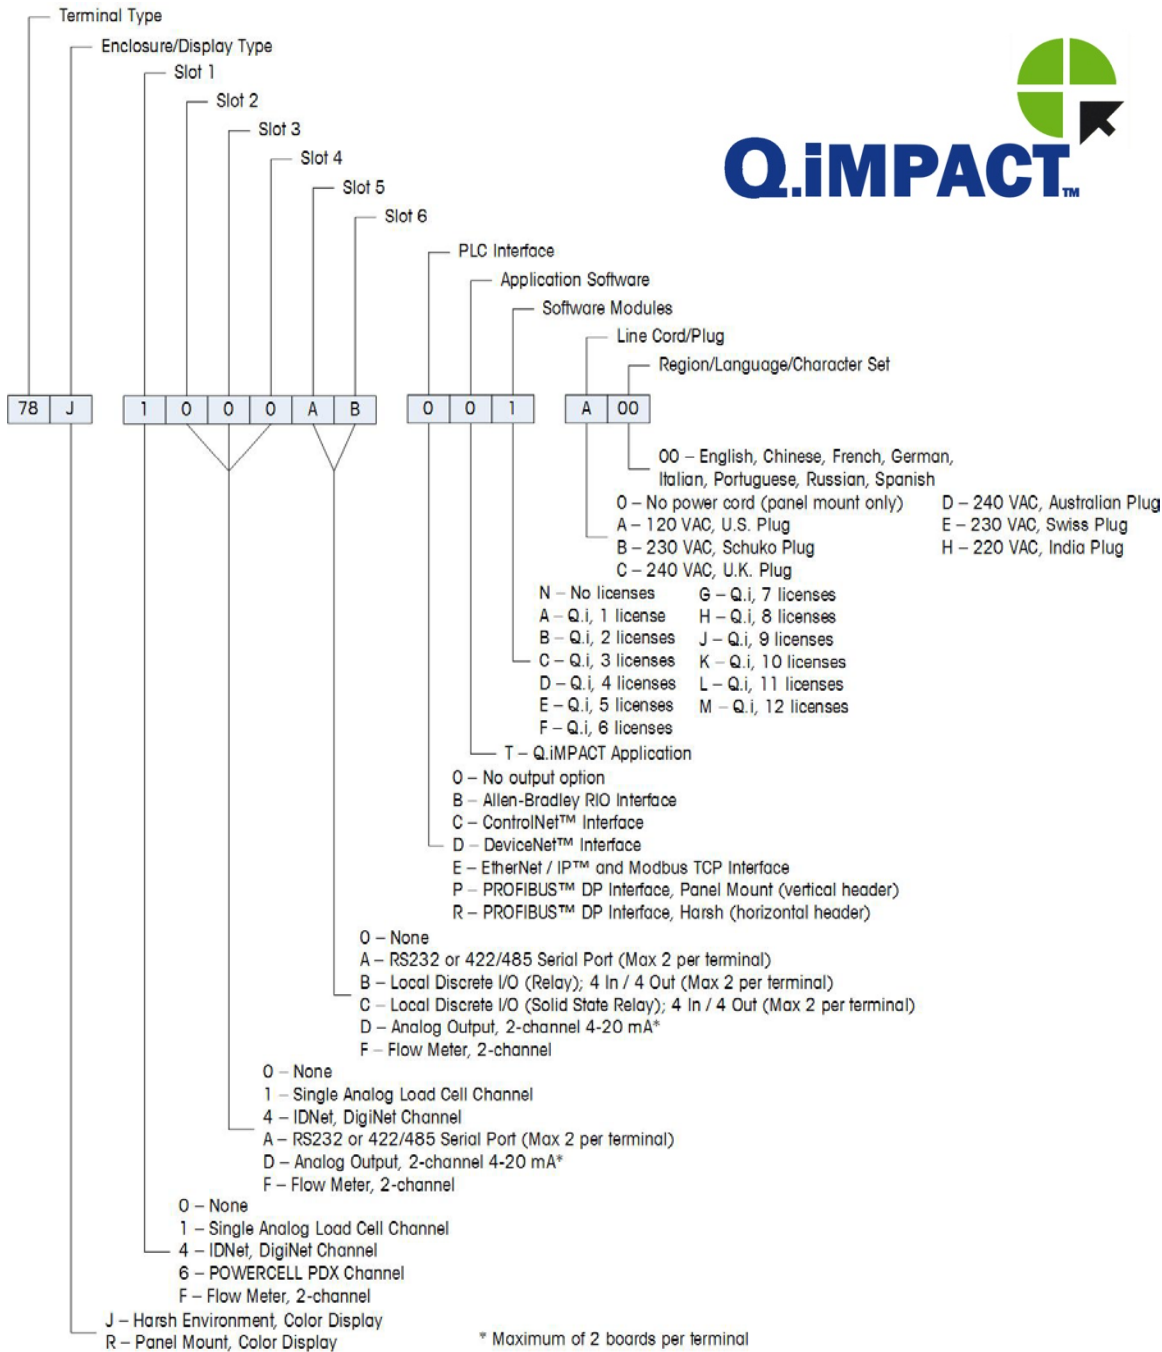 Terminal Type
Enclosure/Display Type
Slot 1
Slot 2
Slot 3
Slot 4
Slot 5
Slot 6
Q.iMPACT™
PLC Interface
Application Software
Software Modules
Line Cord/Plug
Region/Language/Character Set
78 J 1 0 0 0 A B 0 0 1 A 00
00 – English, Chinese, French, German,
Italian, Portuguese, Russian, Spanish
0 – No power cord (panel mount only)
A – 120 VAC, U.S. Plug
B – 230 VAC, Schuko Plug
C – 240 VAC, U.K. Plug
D – 240 VAC, Australian Plug
E – 230 VAC, Swiss Plug
H – 220 VAC, India Plug
N – No licenses
A – Q.i, 1 license
B – Q.i, 2 licenses
C – Q.i, 3 licenses
D – Q.i, 4 licenses
E – Q.i, 5 licenses
F – Q.i, 6 licenses
G – Q.i, 7 licenses
H – Q.i, 8 licenses
J – Q.i, 9 licenses
K – Q.i, 10 licenses
L – Q.i, 11 licenses
M – Q.i, 12 licenses
T – Q.iMPACT Application
0 – No output option
B – Allen-Bradley RIO Interface
C – ControlNet™ Interface
D – DeviceNet™ Interface
E – EtherNet / IP™ and Modbus TCP Interface
P – PROFIBUS™ DP Interface, Panel Mount (vertical header)
R – PROFIBUS™ DP Interface, Harsh (horizontal header)
0 – None
A – RS232 or 422/485 Serial Port (Max 2 per terminal)
B – Local Discrete I/O (Relay); 4 In / 4 Out (Max 2 per terminal)
C – Local Discrete I/O (Solid State Relay); 4 In / 4 Out (Max 2 per terminal)
D – Analog Output, 2-channel 4-20 mA*
F – Flow Meter, 2-channel
0 – None
1 – Single Analog Load Cell Channel
4 – IDNet, DigiNet Channel
A – RS232 or 422/485 Serial Port (Max 2 per terminal)
D – Analog Output, 2-channel 4-20 mA*
F – Flow Meter, 2-channel
0 – None
1 – Single Analog Load Cell Channel
4 – IDNet, DigiNet Channel
6 – POWERCELL PDX Channel
F – Flow Meter, 2-channel
J – Harsh Environment, Color Display
R – Panel Mount, Color Display
* Maximum of 2 boards per terminal